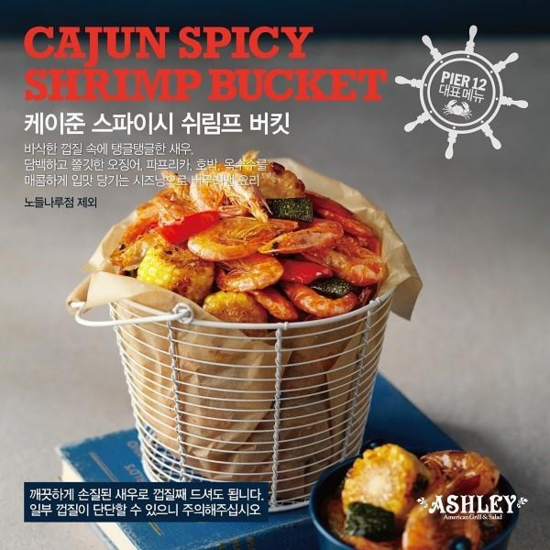 CAJUN SPICY
SHRIMP BUCKET
케이준 스파이시 쉬림프 버킷
바삭한 껍질 속에 탱글탱글한 새우,
담백하고 쫄깃한 오징어, 파프리카, 호박, 옥수수를
매콤하게 입맛 당기는 시즈닝으로 버무려낸 요리
노들나루점 제외
PIER 12
대표메뉴
깨끗하게 손질된 새우로 껍질째 드셔도 됩니다.
일부 껍질이 단단할 수 있으니 주의해주십시오
ASHLEY
American Grill & Salad